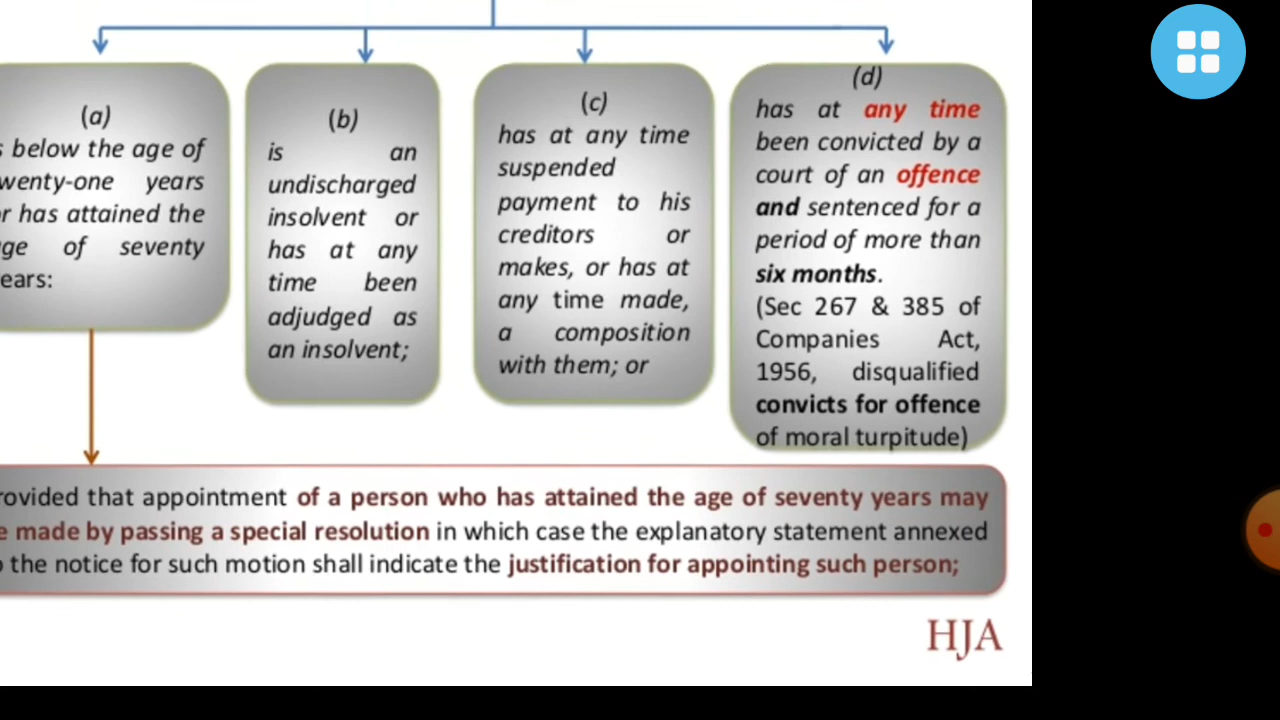 (a)
s below the age of
wenty-one years
r has attained the
ge of seventy
ears:
(b)
is an
undischarged
insolvent or
has at any
time been
adjudged as
an insolvent;
(c)
has at any time
suspended
payment to his
creditors or
makes, or has at
any time made,
a composition
with them; or
(d)
has at any time
been convicted by a
court of an offence
and sentenced for a
period of more than
six months.
(Sec 267 & 385 of
Companies Act,
1956, disqualified
convicts for offence
of moral turpitude)
rovided that appointment of a person who has attained the age of seventy years may
e made by passing a special resolution in which case the explanatory statement annexed
o the notice for such motion shall indicate the justification for appointing such person;
HJA